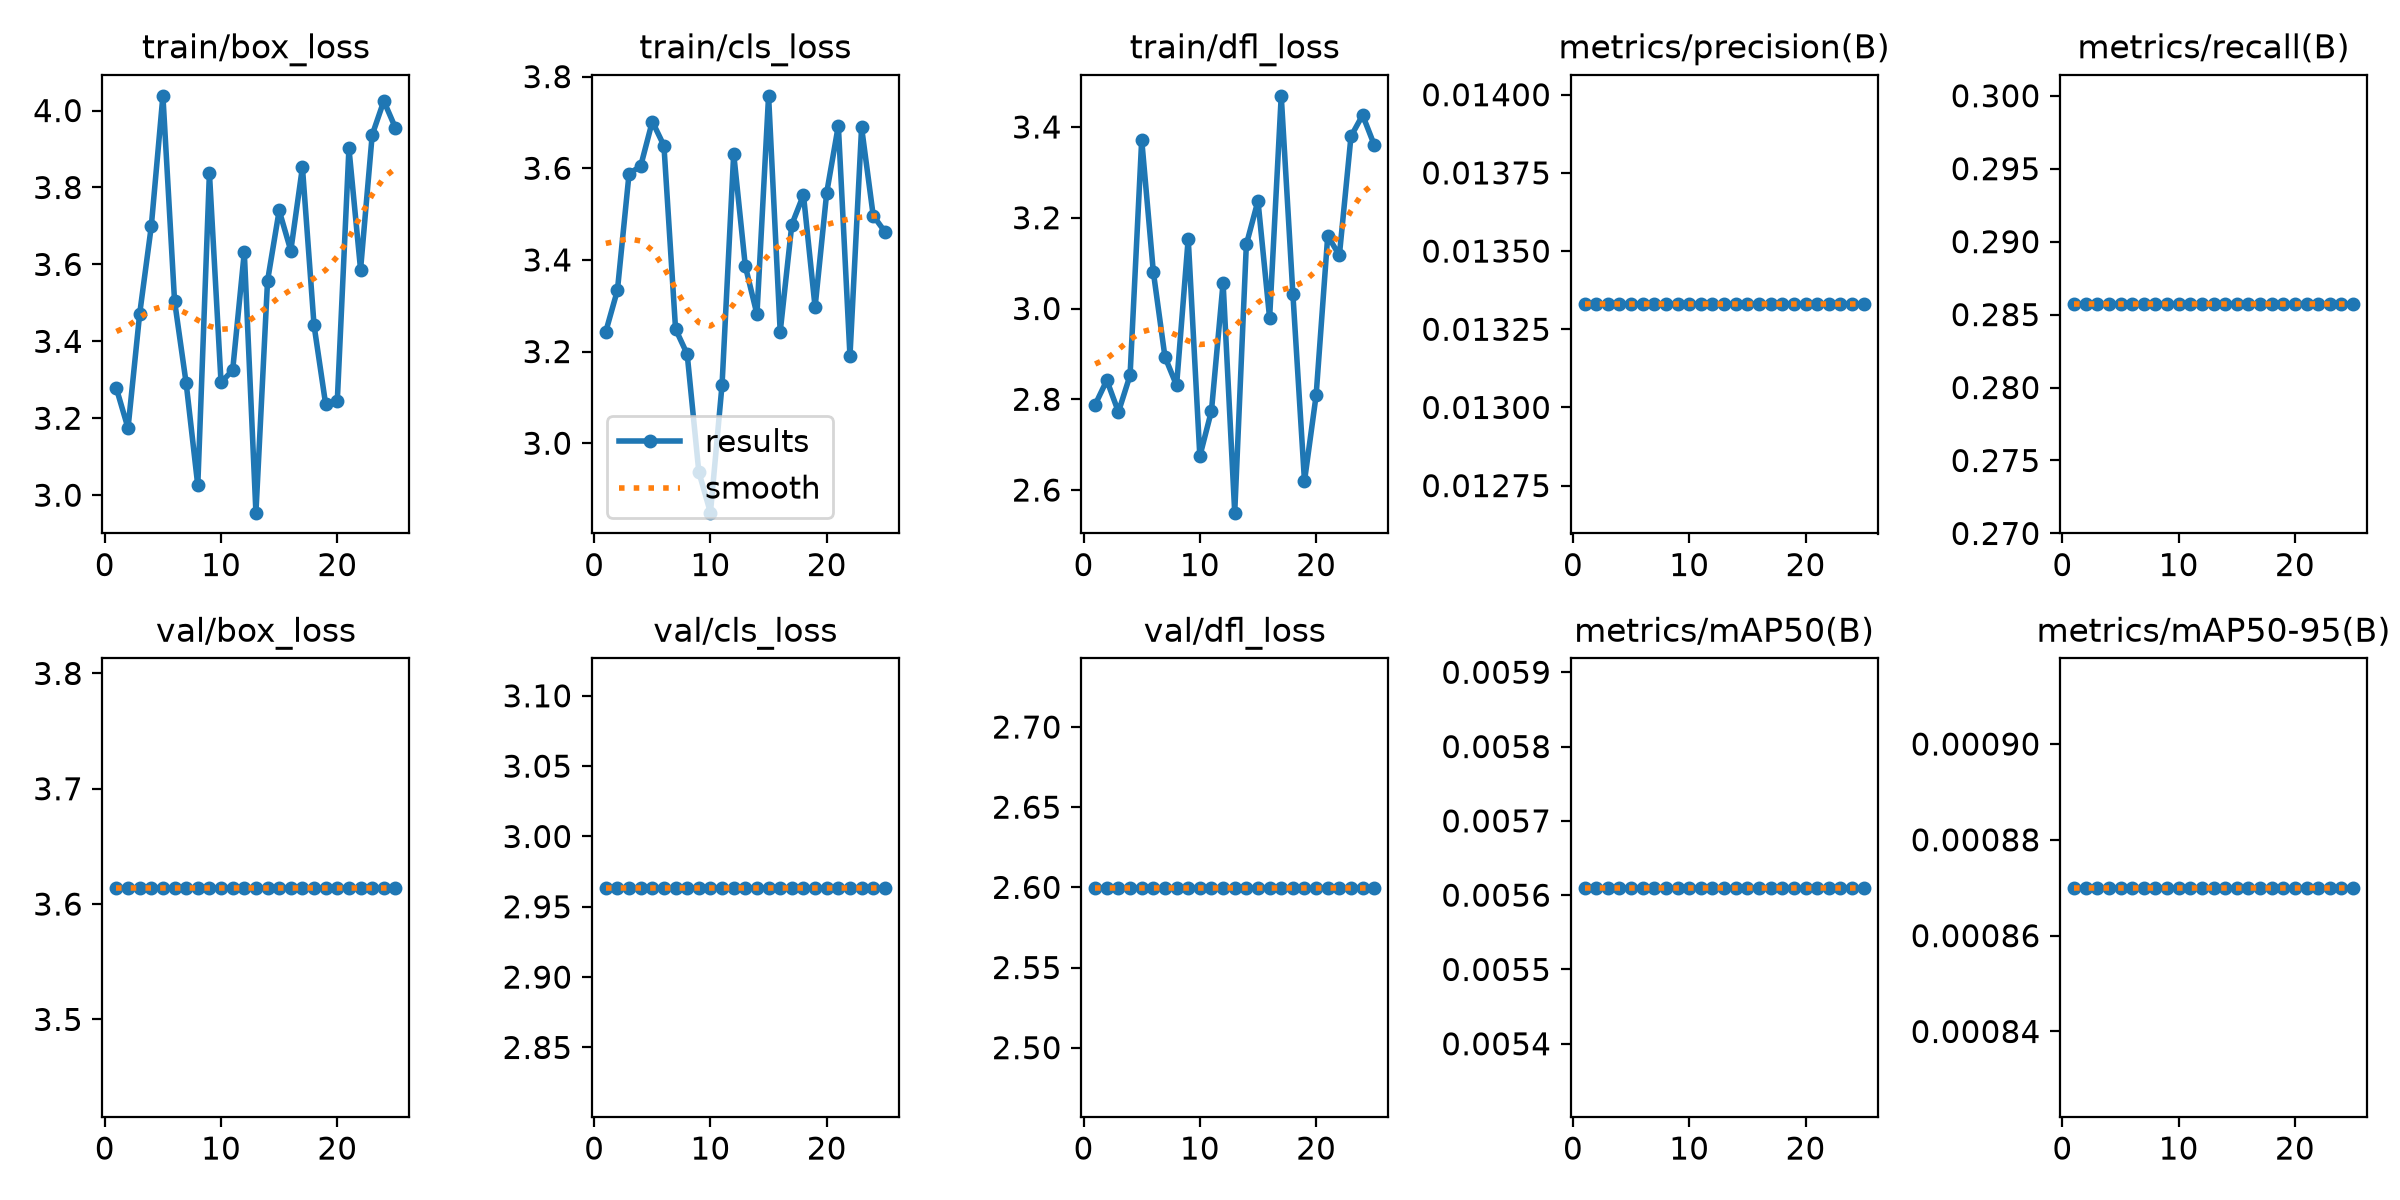 train/box_loss
train/cls_loss
train/dfl_loss
metrics/precision(B)
metrics/recall(B)
4.0
3.8
3.6
3.4
3.2
3.0
0 10 20
3.8
3.6
3.4
3.2
3.0
results
smooth
0 10 20
3.4
3.2
3.0
2.8
2.6
0 10 20
0.01400
0.01375
0.01350
0.01325
0.01300
0.01275
0 10 20
0.300
0.295
0.290
0.285
0.280
0.275
0.270
0 10 20
val/box_loss
val/cls_loss
val/dfl_loss
metrics/mAP50(B)
metrics/mAP50-95(B)
3.8
3.7
3.6
3.5
0 10 20
3.10
3.05
3.00
2.95
2.90
2.85
0 10 20
2.70
2.65
2.60
2.55
2.50
0 10 20
0.0059
0.0058
0.0057
0.0056
0.0055
0.0054
0 10 20
0.00090
0.00088
0.00086
0.00084
0 10 20